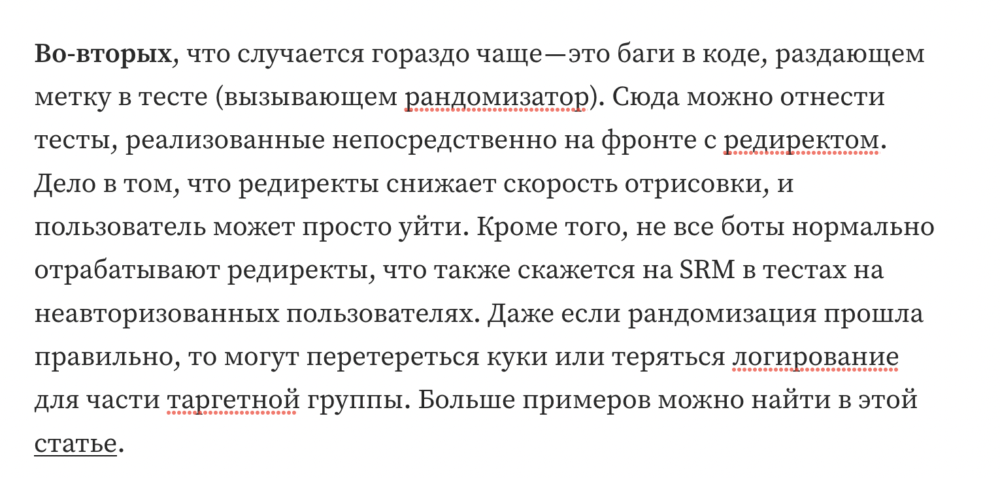 Во-вторых, что случается гораздо чаще—это баги в коде, раздающем
метку в тесте (вызывающем рандомизатор). Сюда можно отнести
тесты, реализованные непосредственно на фронте с редиректом.
Дело в том, что редиректы снижает скорость отрисовки, и
пользователь может просто уйти. Кроме того, не все боты нормально
отрабатывают редиректы, что также скажется на SRM в тестах на
неавторизованных пользователях. Даже если рандомизация прошла
правильно, то могут перетереться куки или теряться логирование
для части таргетной группы. Больше примеров можно найти в этой
статье.